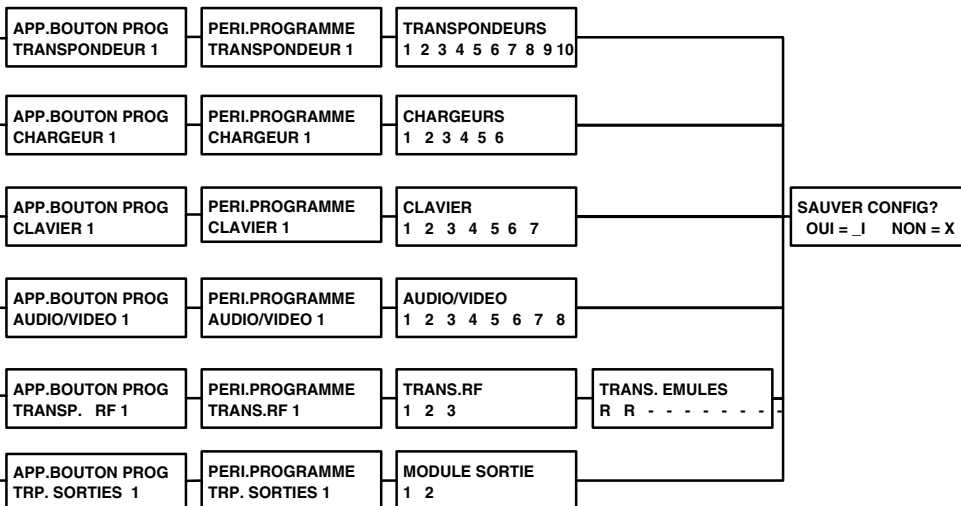 APP.BOUTON PROG
TRANSPONDEUR 1
PERI.PROGRAMME
TRANSPONDEUR 1
TRANSPONDEURS
1 2 3 4 5 6 7 8 9 10
APP.BOUTON PROG
CHARGEUR 1
PERI.PROGRAMME
CHARGEUR 1
CHARGEURS
1 2 3 4 5 6
APP.BOUTON PROG
CLAVIER 1
PERI.PROGRAMME
CLAVIER 1
CLAVIER
1 2 3 4 5 6 7
SAUVER CONFIG?
OUI = _I NON = X
APP.BOUTON PROG
AUDIO/VIDEO 1
PERI.PROGRAMME
AUDIO/VIDEO 1
AUDIO/VIDEO
1 2 3 4 5 6 7 8
APP.BOUTON PROG
TRANSP. RF 1
PERI.PROGRAMME
TRANS.RF 1
TRANS.RF
1 2 3
TRANS. EMULES
R R - - - - - - - -
APP.BOUTON PROG
TRP. SORTIES 1
PERI.PROGRAMME
TRP. SORTIES 1
MODULE SORTIE
1 2